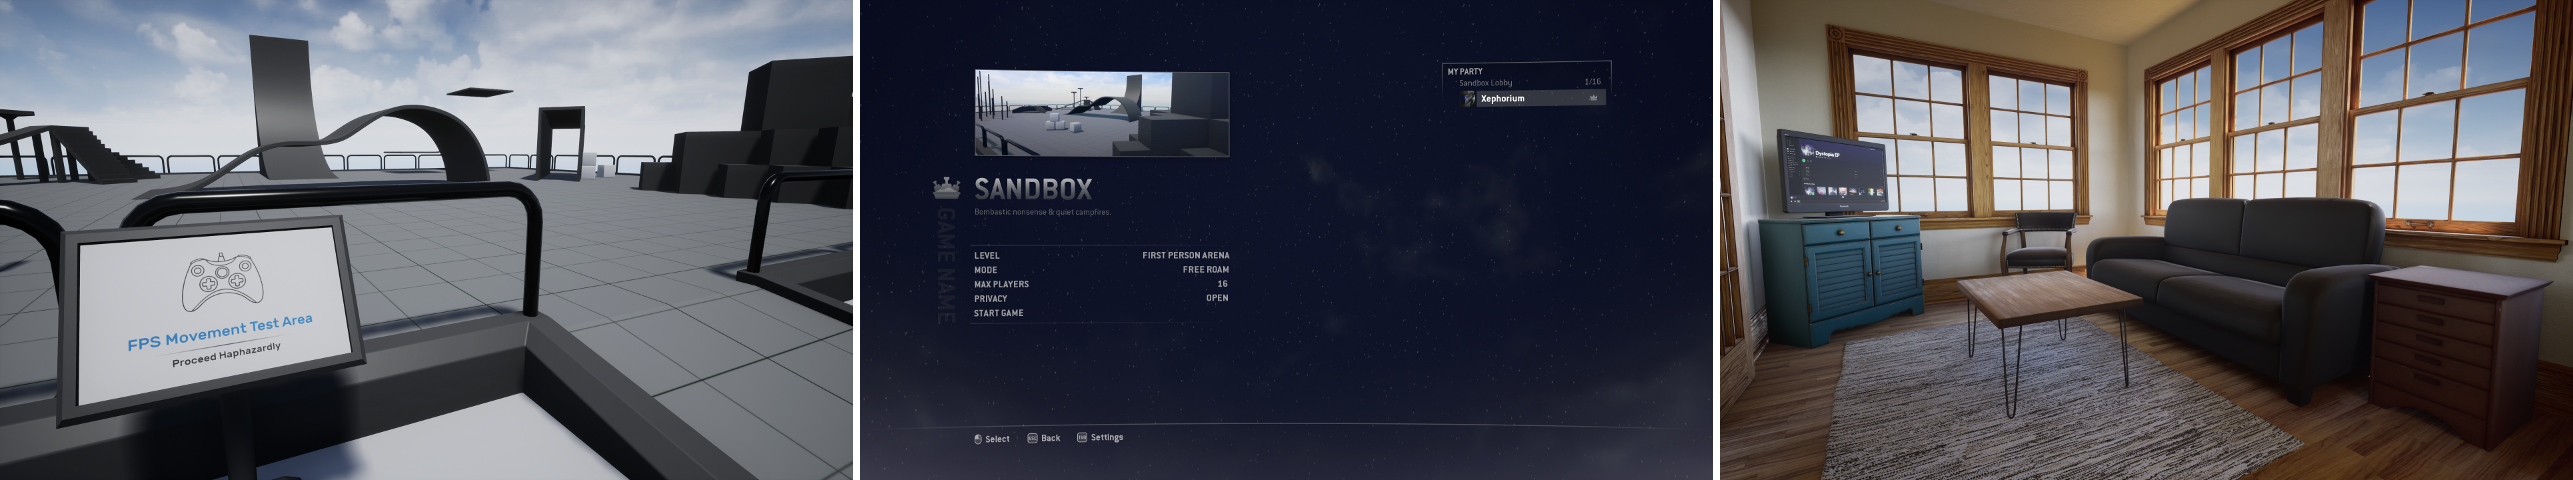 FPS Movement Test Area
Proceed Haphazardly
MY PARTY
Sandbox Lobby 1/16
Xephorium
SANDBOX
Bombastic nonsense & quiet campfires.
GAME NAME
LEVEL FIRST PERSON ARENA
MODE FREE ROAM
MAX PLAYERS 16
PRIVACY OPEN
START GAME
Select Back Settings